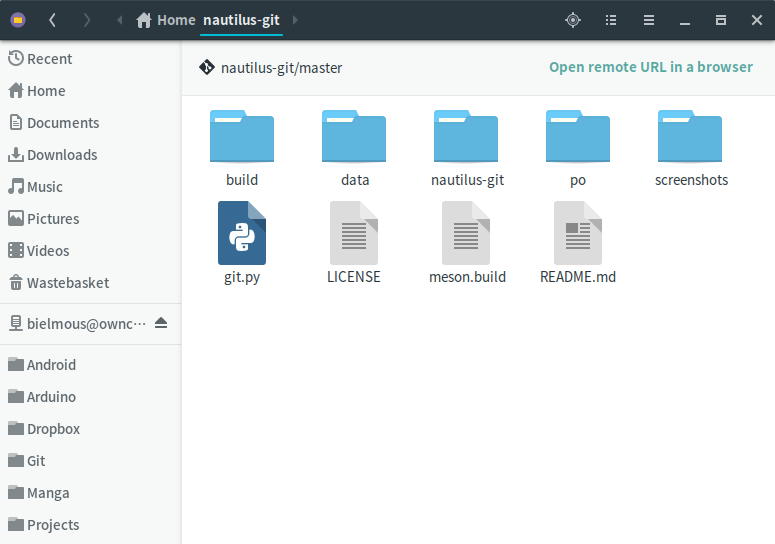 Home nautilus-git
Recent
Home
Documents
Downloads
Music
Pictures
Videos
Wastebasket
bielmous@ownc···
Android
Arduino
Dropbox
Git
Manga
Projects
nautilus-git/master
Open remote URL in a browser
build
data
nautilus-git
po
screenshots
git.py
LICENSE
meson.build
README.md